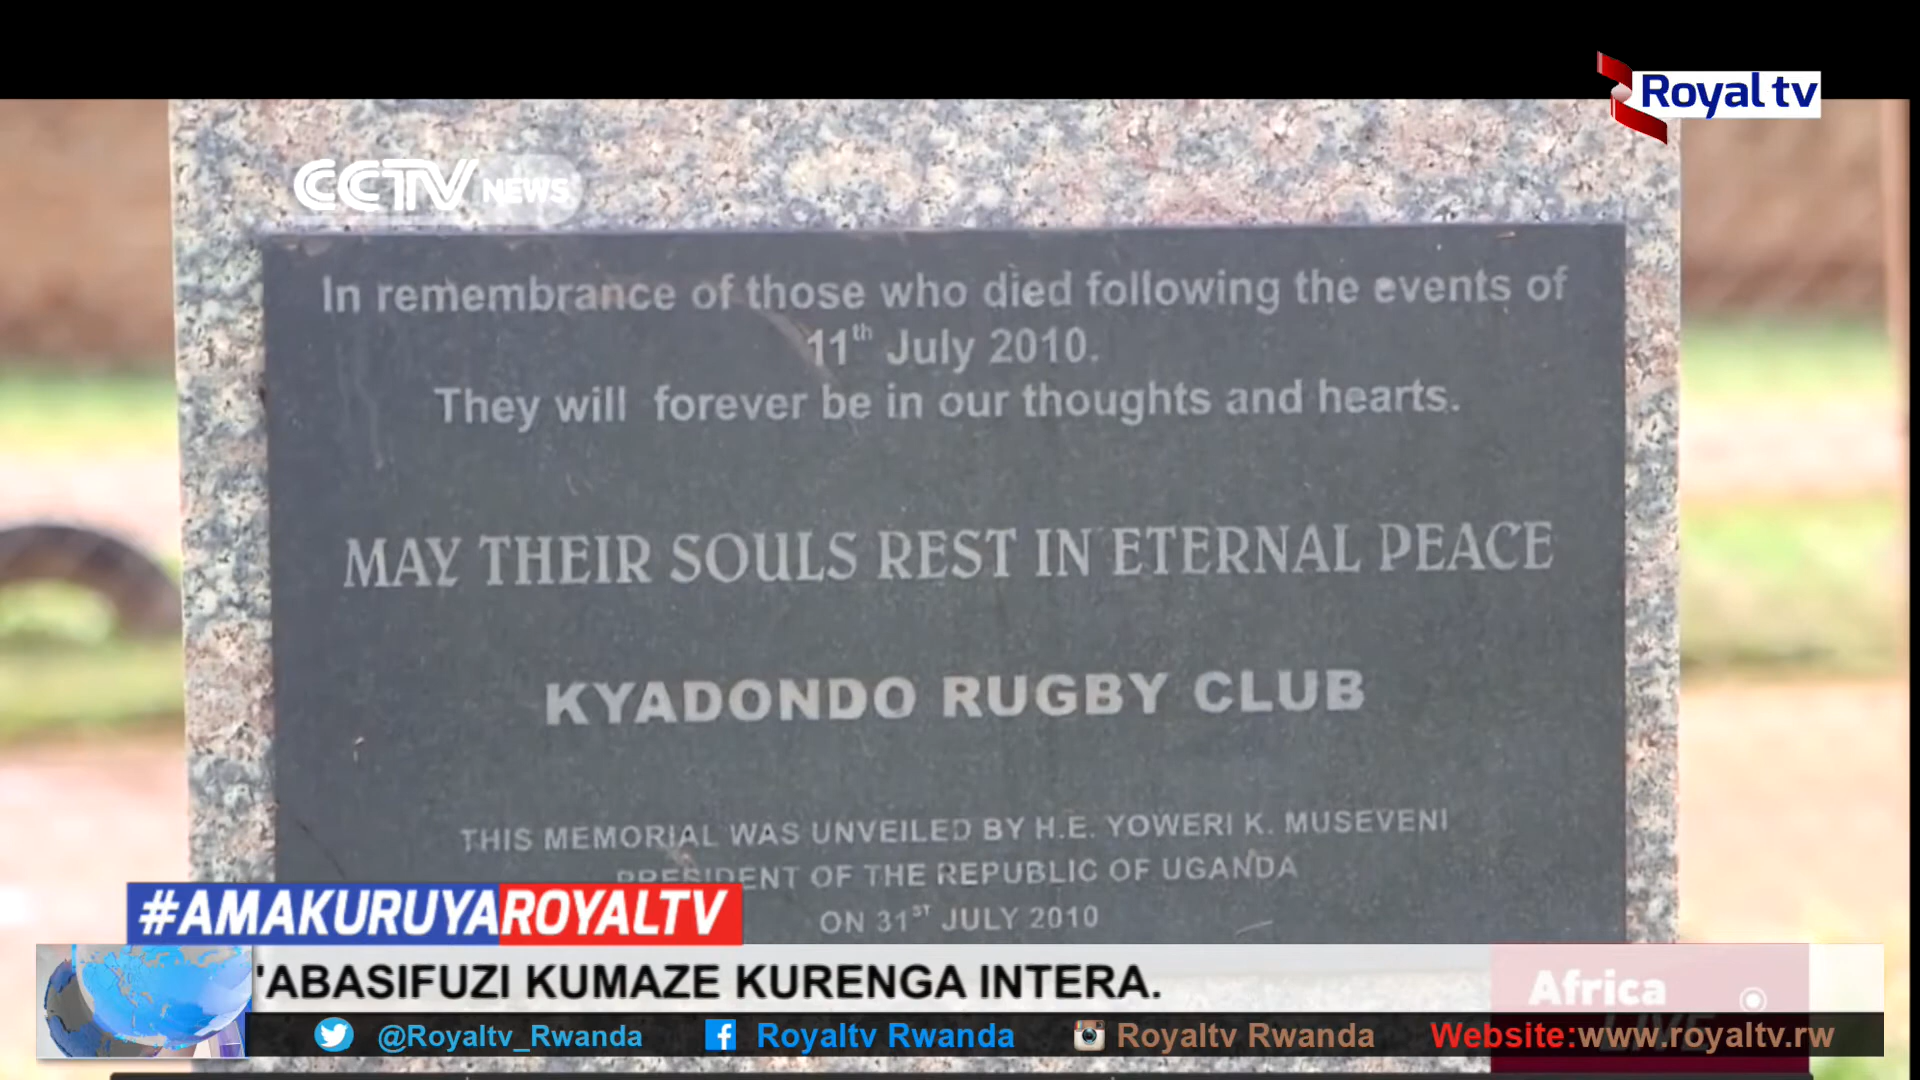 Royal tv
CCTV NEWS
In remembrance of those who died following the events of
11th July 2010.
They will forever be in our thoughts and hearts.
MAY THEIR SOULS REST IN ETERNAL PEACE
KYADONDO RUGBY CLUB
THIS MEMORIAL WAS UNVEILED BY H.E. YOWERI K. MUSEVENI
PRESIDENT OF THE REPUBLIC OF UGANDA
ON 31ST JULY 2010
#AMAKURUYAROYALTV
'ABASIFUZI KUMAZE KURENGA INTERA.
Africa
LIVE
@Royaltv_Rwanda Royaltv Rwanda Royaltv Rwanda Website:www.royaltv.rw